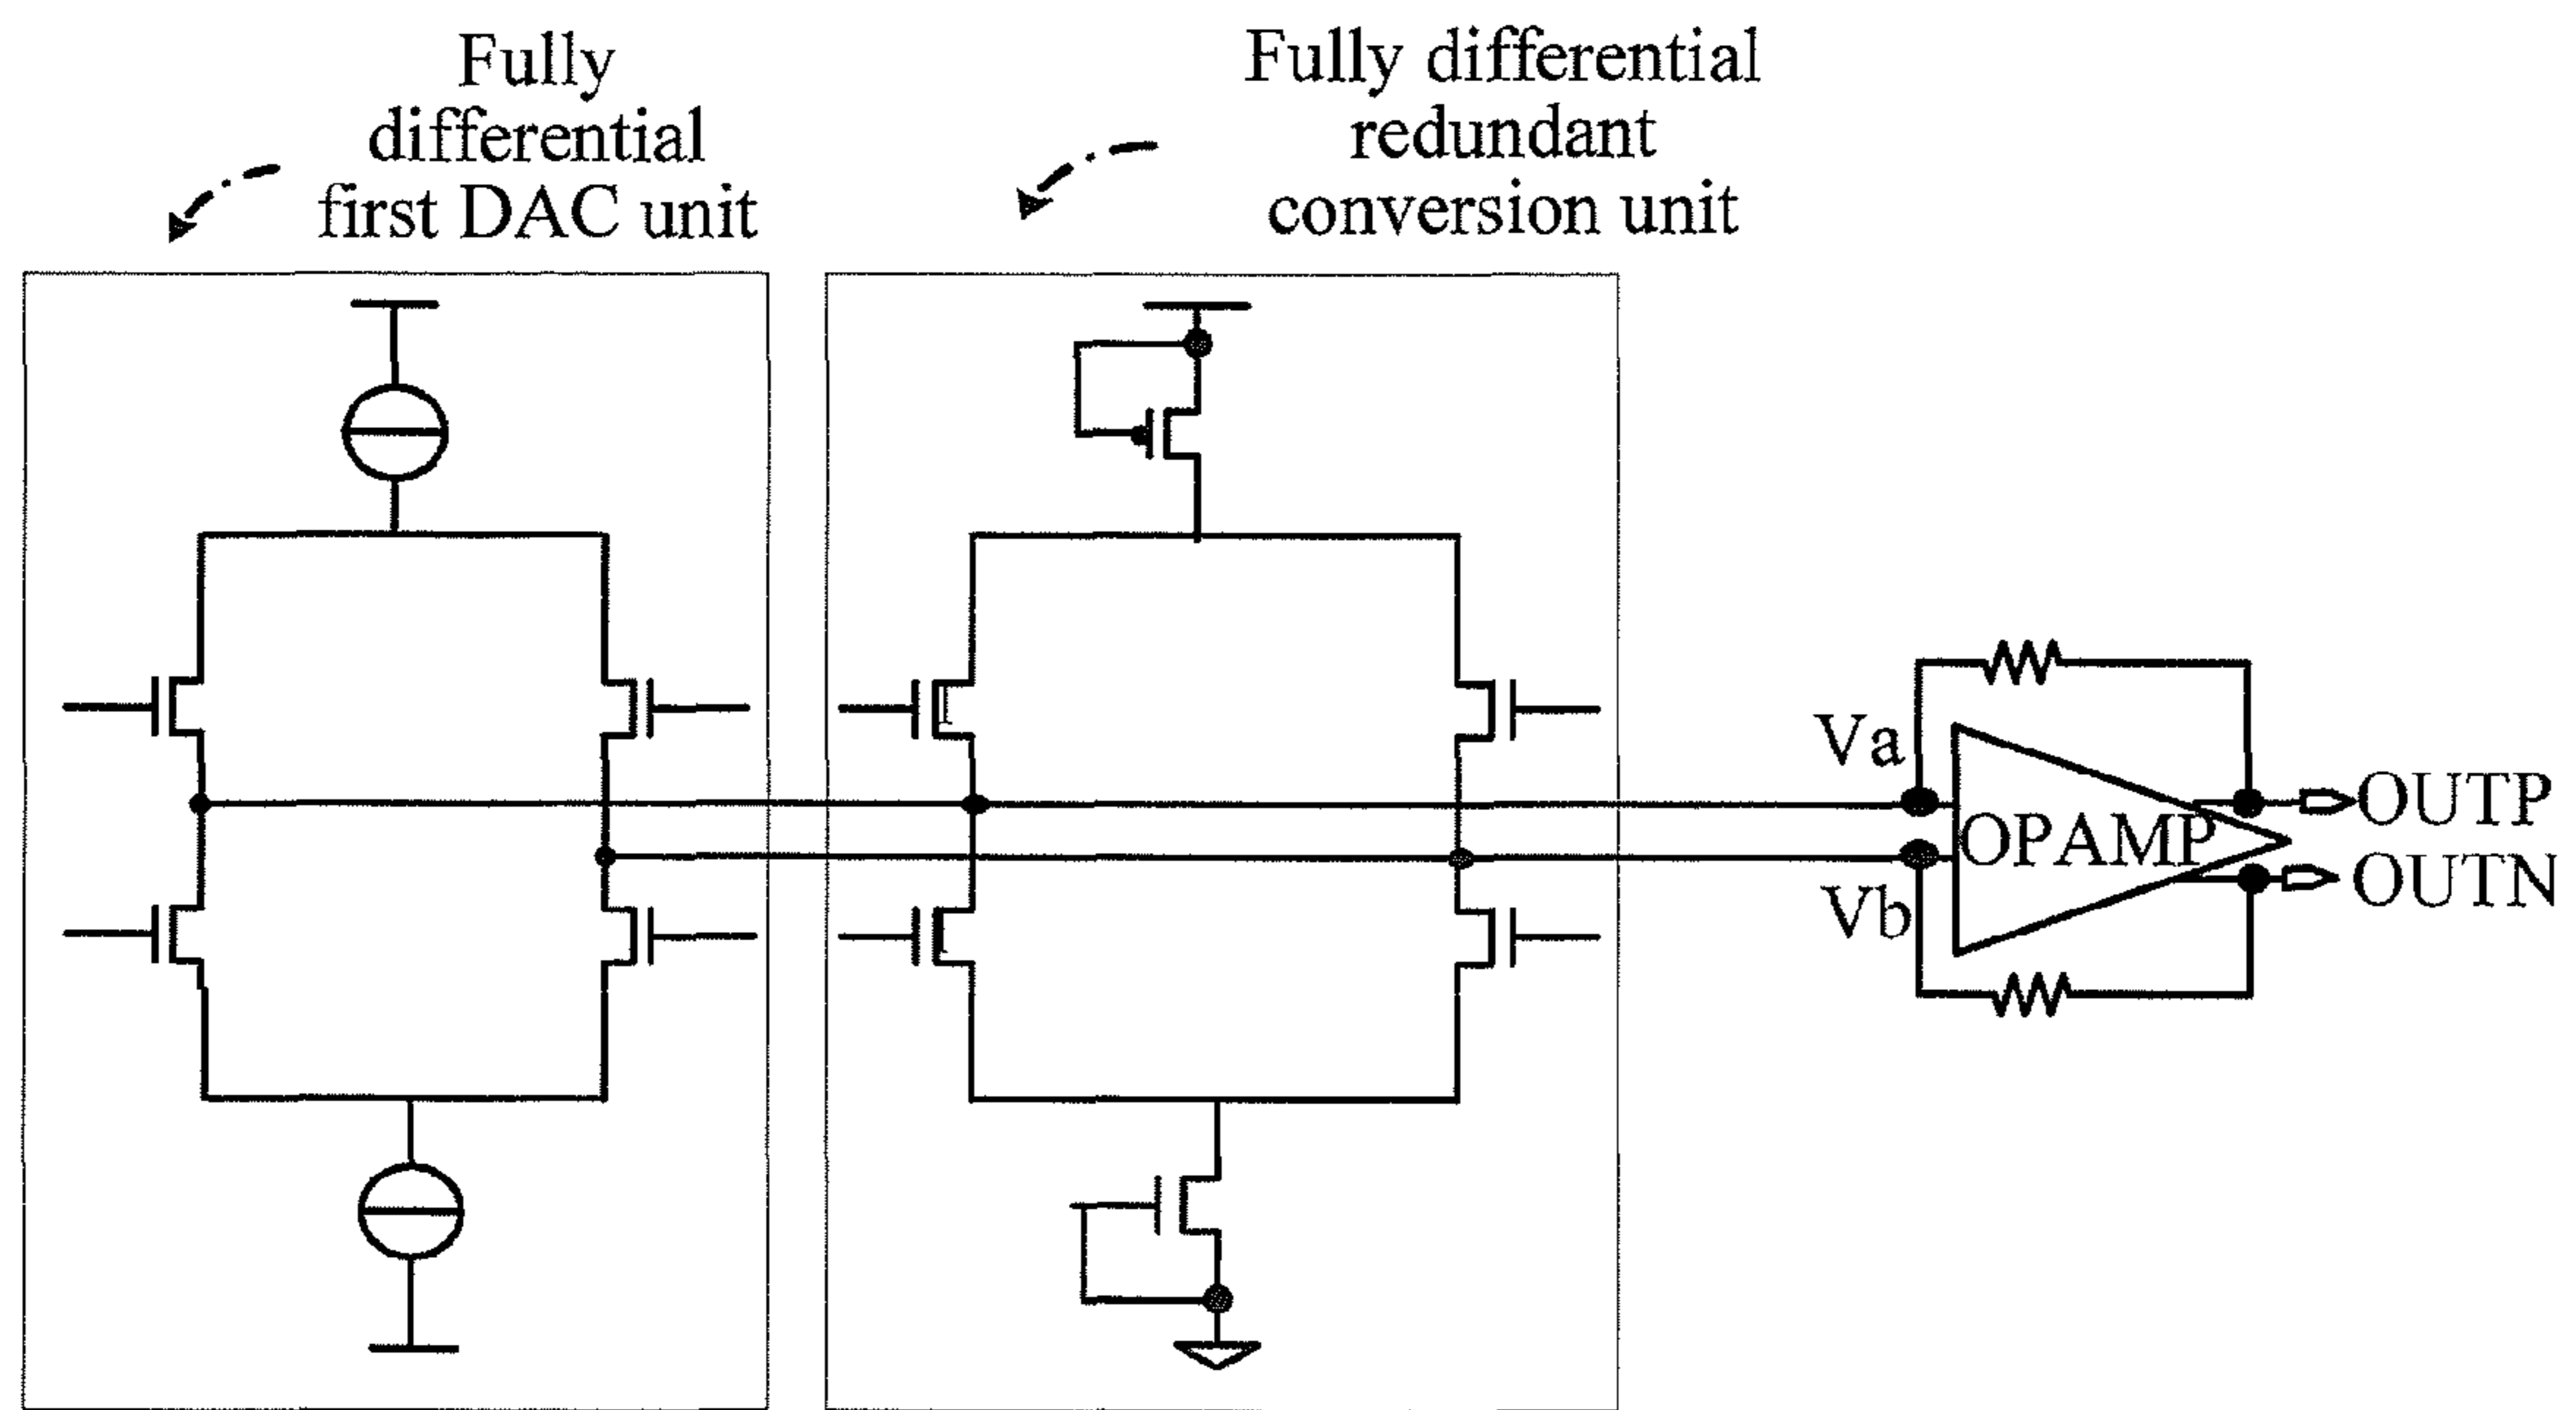 Fully
differential
first DAC unit
Fully differential
redundant
conversion unit
Va
Vb
OPAMP
OUTP
OUTN